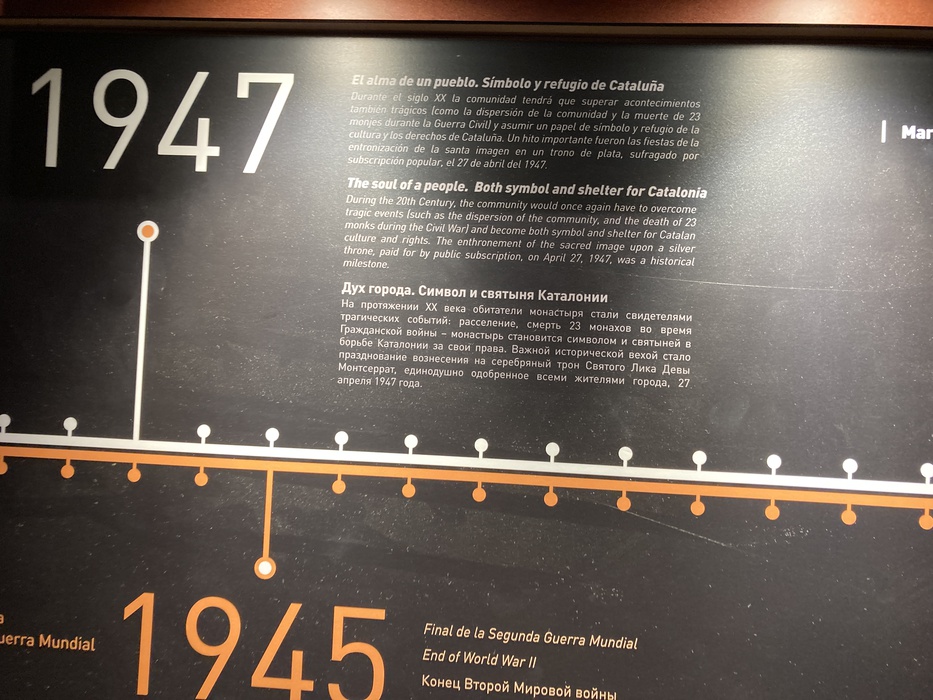 1947
El alma de un pueblo. Símbolo y refugio de Cataluña
Durante el siglo XX la comunidad tendrá que superar acontecimientos
también trágicos (como la dispersión de la comunidad y la muerte de 23
monjes durante la Guerra Civil) y asumir un papel de símbolo y refugio de la
cultura y los derechos de Cataluña. Un hito importante fueron las fiestas de la
entronización de la santa imagen en un trono de plata, sufragado por
subscripción popular, el 27 de abril del 1947.
The soul of a people. Both symbol and shelter for Catalonia
During the 20th Century, the community would once again have to overcome
tragic events (such as the dispersion of the community, and the death of 23
monks during the Civil War) and become both symbol and shelter for Catalan
culture and rights. The enthronement of the sacred image upon a silver
throne, paid for by public subscription, on April 27, 1947, was a historical
milestone.
Дух города. Символ и святыня Каталонии
На протяжении XX века обитатели монастыря стали свидетелями
трагических событий: расселение, смерть 23 монахов во время
Гражданской войны – монастырь становится символом и святыней в
борьбе Каталонии за свои права. Важной исторической вехой стало
празднование вознесения на серебряный трон Святого Лика Девы
Монтсеррат, единодушно одобренное всеми жителями города, 27
апреля 1947 года.
Mar
uerra Mundial
1945
Final de la Segunda Guerra Mundial
End of World War II
Конец Второй Мировой войны